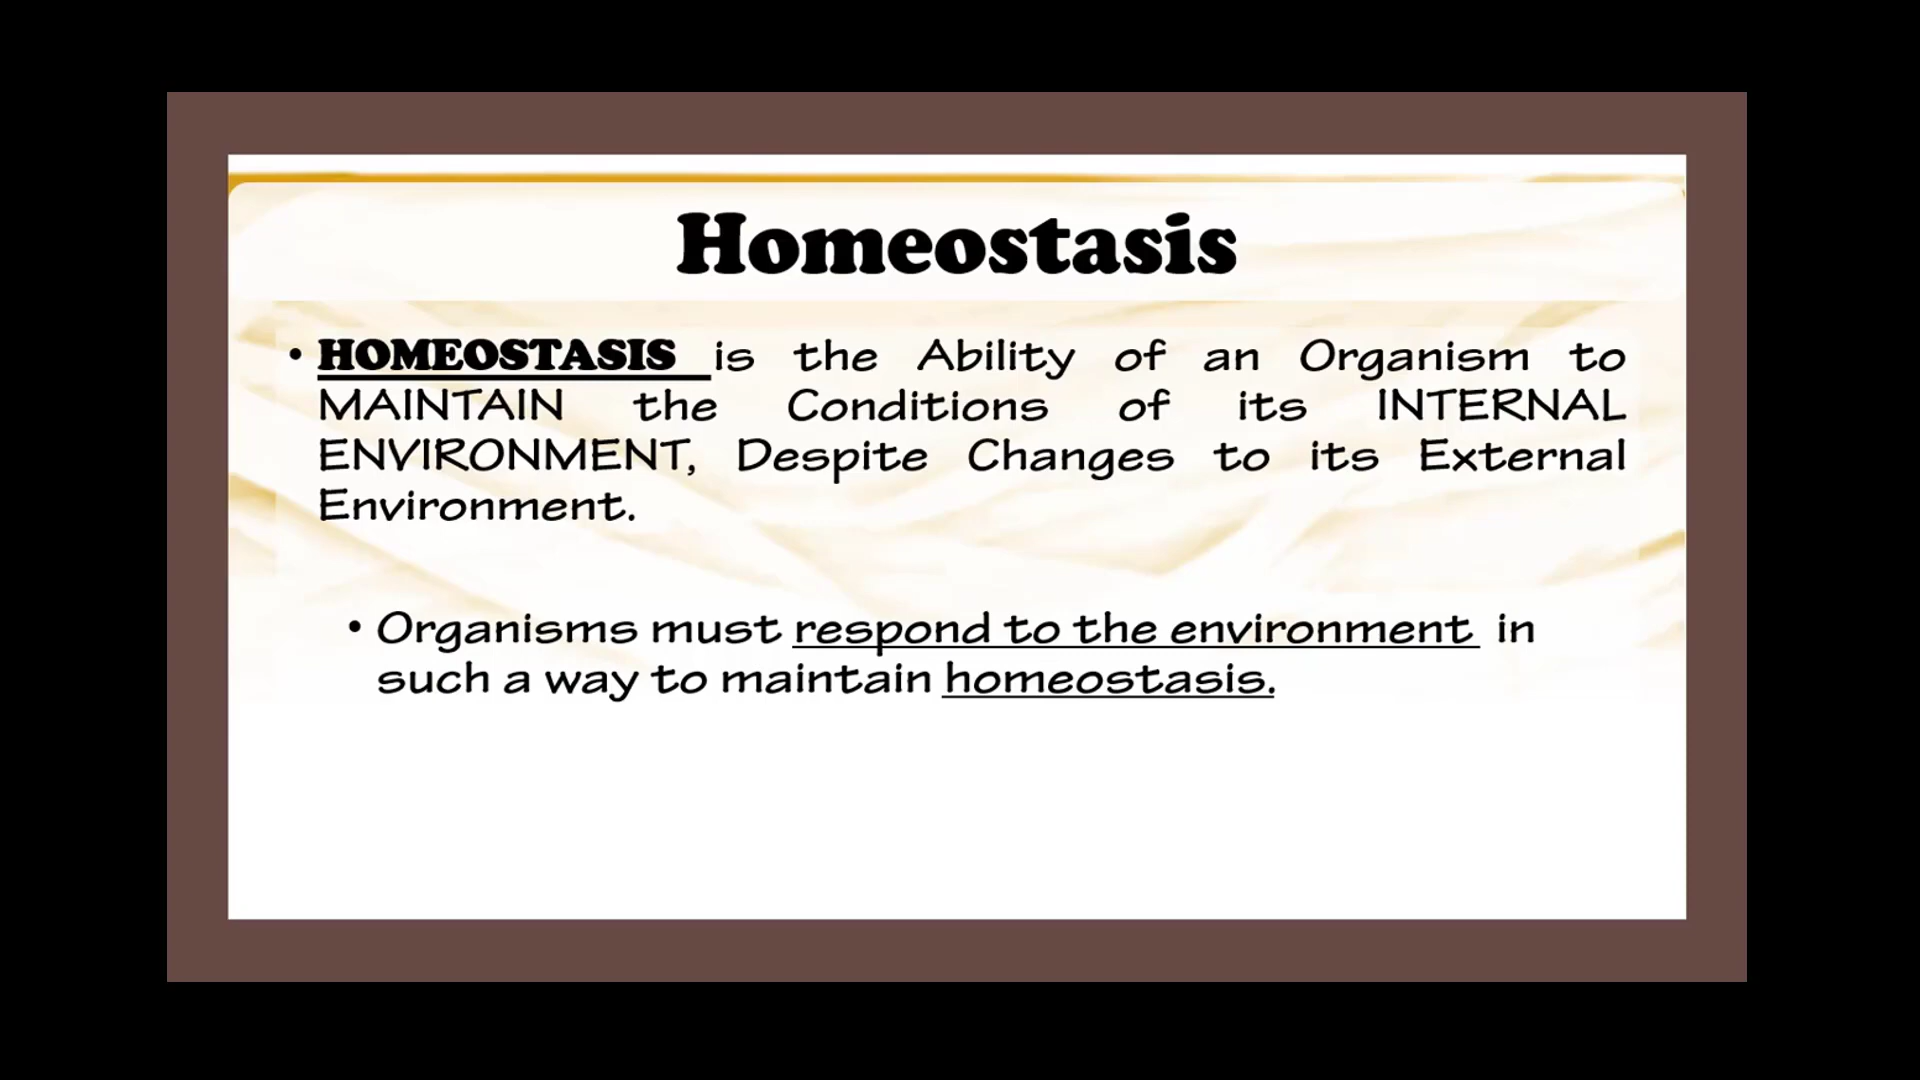 Homeostasis
• HOMEOSTASIS is the Ability of an Organism to
MAINTAIN the Conditions of its INTERNAL
ENVIRONMENT, Despite Changes to its External
Environment.
• Organisms must respond to the environment in
such a way to maintain homeostasis.